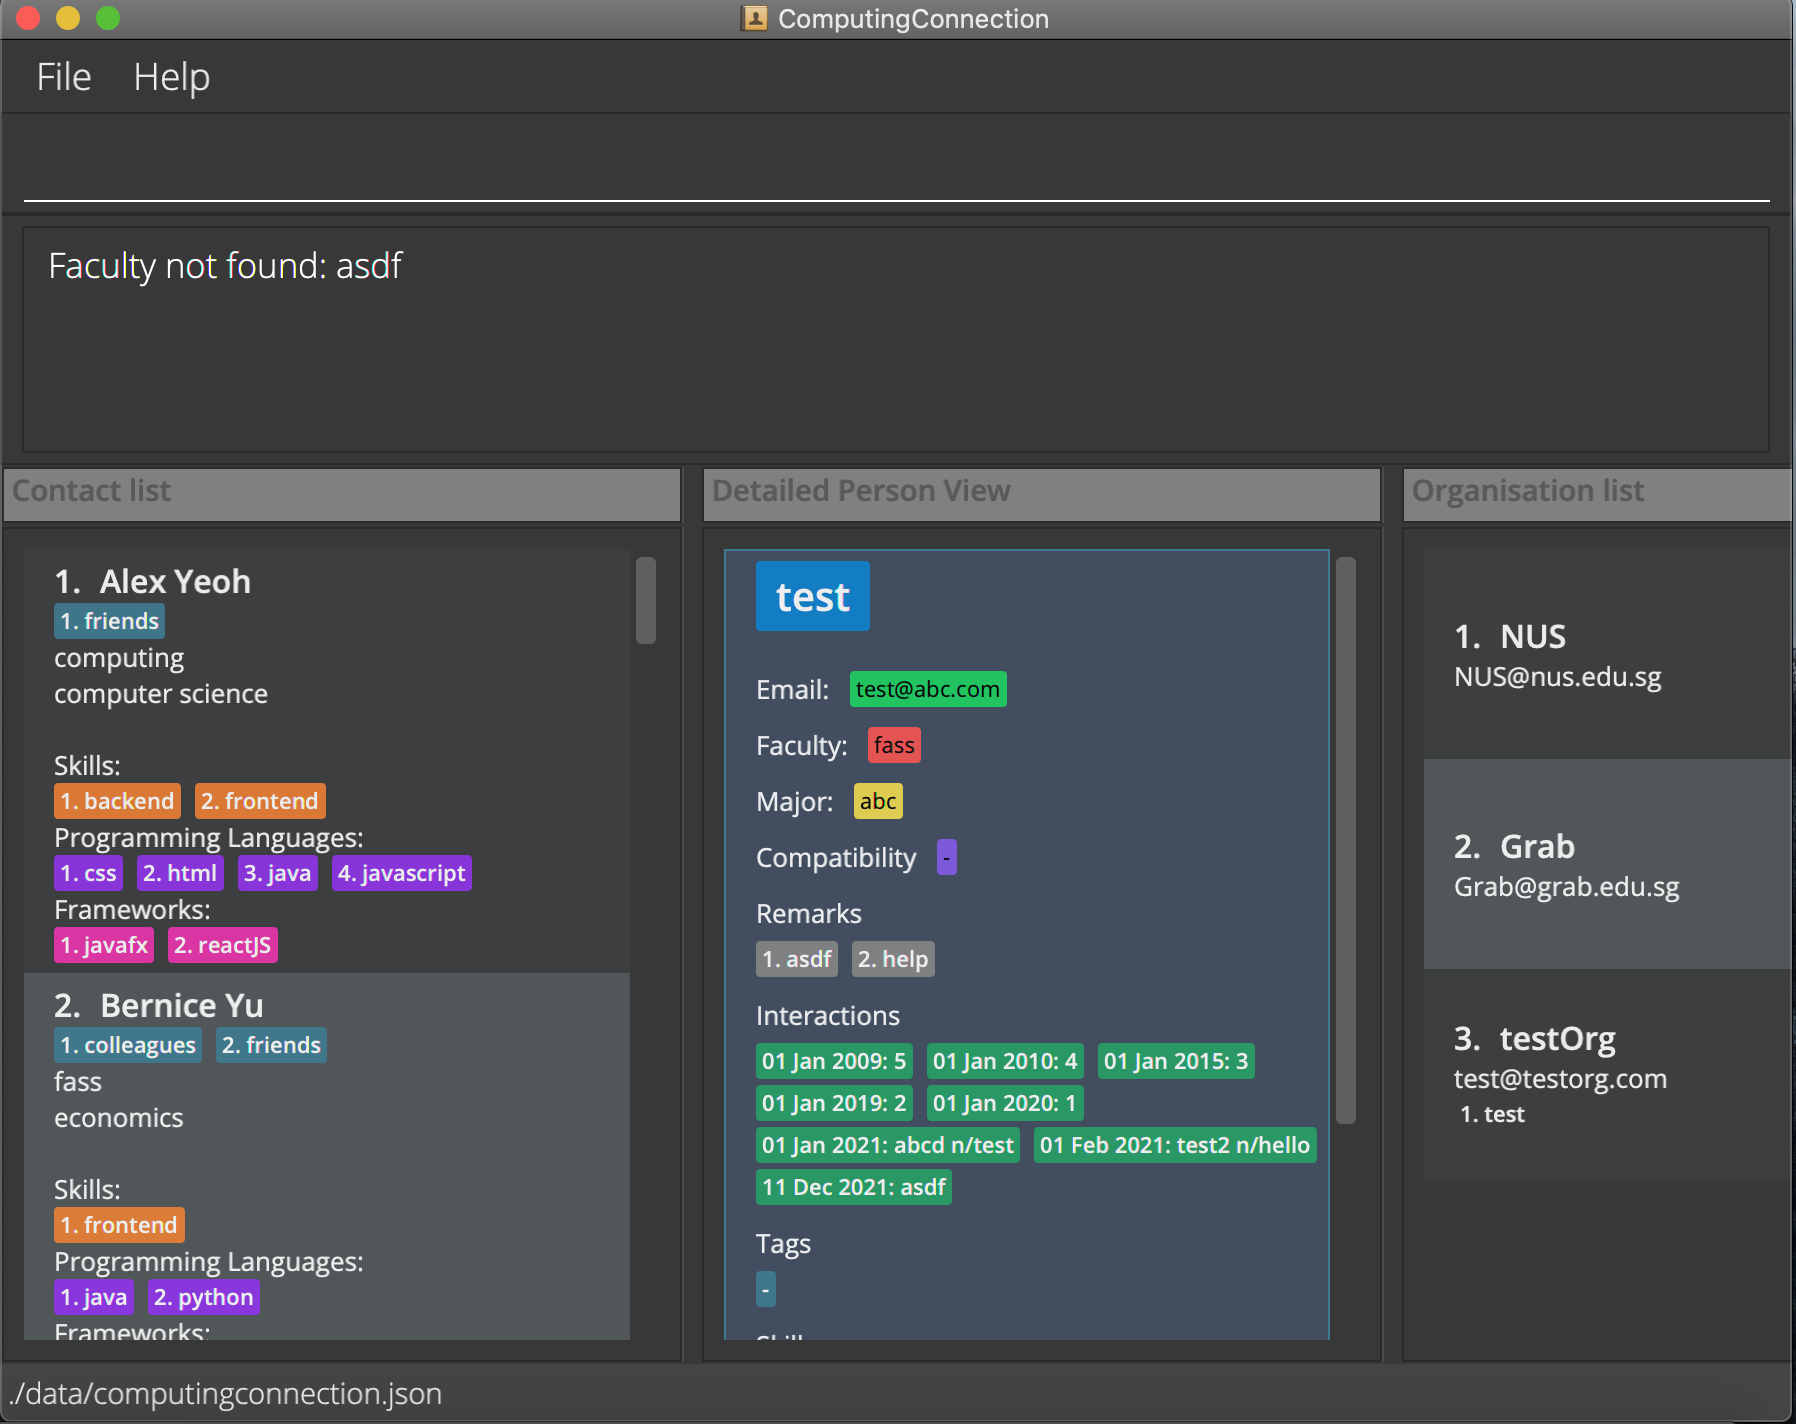 ComputingConnection
File Help
Faculty not found: asdf
Contact list
1. Alex Yeoh
1. friends
computing
computer science
Skills:
1. backend 2. frontend
Programming Languages:
1. css 2. html 3. java 4. javascript
Frameworks:
1. javafx 2. reactJS
2. Bernice Yu
1. colleagues 2. friends
fass
economics
Skills:
1. frontend
Programming Languages:
1. java 2. python
Frameworks:
Detailed Person View
test
Email: test@abc.com
Faculty: fass
Major: abc
Compatibility -
Remarks
1. asdf 2. help
Interactions
01 Jan 2009: 5 01 Jan 2010: 4 01 Jan 2015: 3
01 Jan 2019: 2 01 Jan 2020: 1
01 Jan 2021: abcd n/test 01 Feb 2021: test2 n/hello
11 Dec 2021: asdf
Tags
-
Organisation list
1. NUS
NUS@nus.edu.sg
2. Grab
Grab@grab.edu.sg
3. testOrg
test@testorg.com
1. test
./data/computingconnection.json